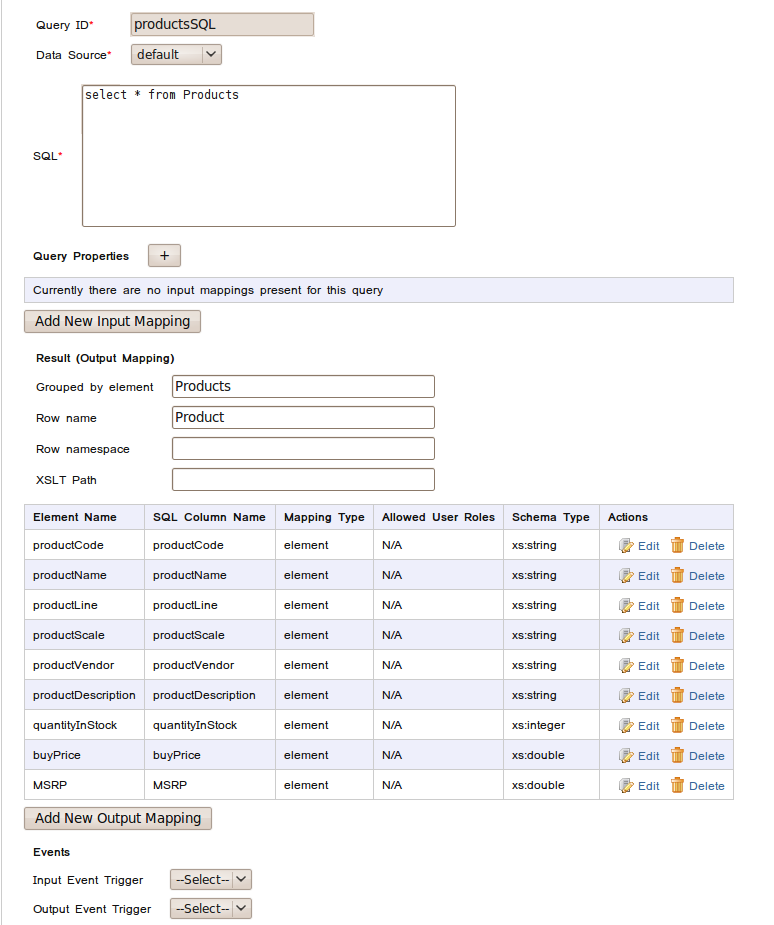 Query ID* productsSQL
Data Source* default
select * from Products
SQL*
Query Properties +
Currently there are no input mappings present for this query
Add New Input Mapping
Result (Output Mapping)
Grouped by element Products
Row name Product
Row namespace
XSLT Path
Element Name SQL Column Name Mapping Type Allowed User Roles Schema Type Actions
productCode productCode element N/A xs:string Edit Delete
productName productName element N/A xs:string Edit Delete
productLine productLine element N/A xs:string Edit Delete
productScale productScale element N/A xs:string Edit Delete
productVendor productVendor element N/A xs:string Edit Delete
productDescription productDescription element N/A xs:string Edit Delete
quantityInStock quantityInStock element N/A xs:integer Edit Delete
buyPrice buyPrice element N/A xs:double Edit Delete
MSRP MSRP element N/A xs:double Edit Delete
Add New Output Mapping
Events
Input Event Trigger --Select--
Output Event Trigger --Select--